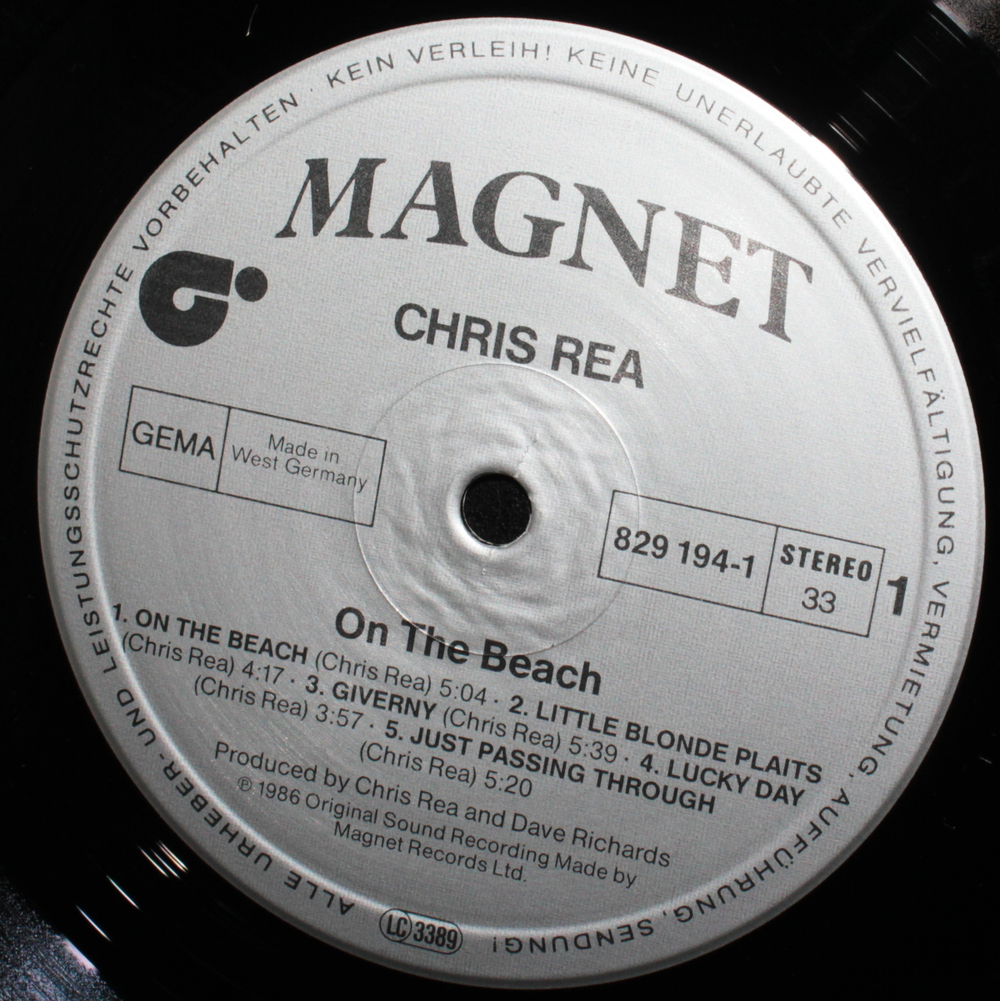 ALLE URHEBER- UND LEISTUNGSSCHUTZRECHTE VORBEHALTEN · KEIN VERLEIH! KEINE UNERLAUBTE VERVIELFÄLTIGUNG, VERMIETUNG, AUFFÜHRUNG, SENDUNG!
MAGNET
CHRIS REA
GEMA
Made in
West Germany
829 194-1
STEREO
33
1
On The Beach
1. ON THE BEACH (Chris Rea) 5:04 · 2. LITTLE BLONDE PLAITS
(Chris Rea) 4:17 · 3. GIVERNY (Chris Rea) 5:39 · 4. LUCKY DAY
(Chris Rea) 3:57 · 5. JUST PASSING THROUGH
(Chris Rea) 5:20
Produced by Chris Rea and Dave Richards
℗ 1986 Original Sound Recording Made by
Magnet Records Ltd.
LC 3389